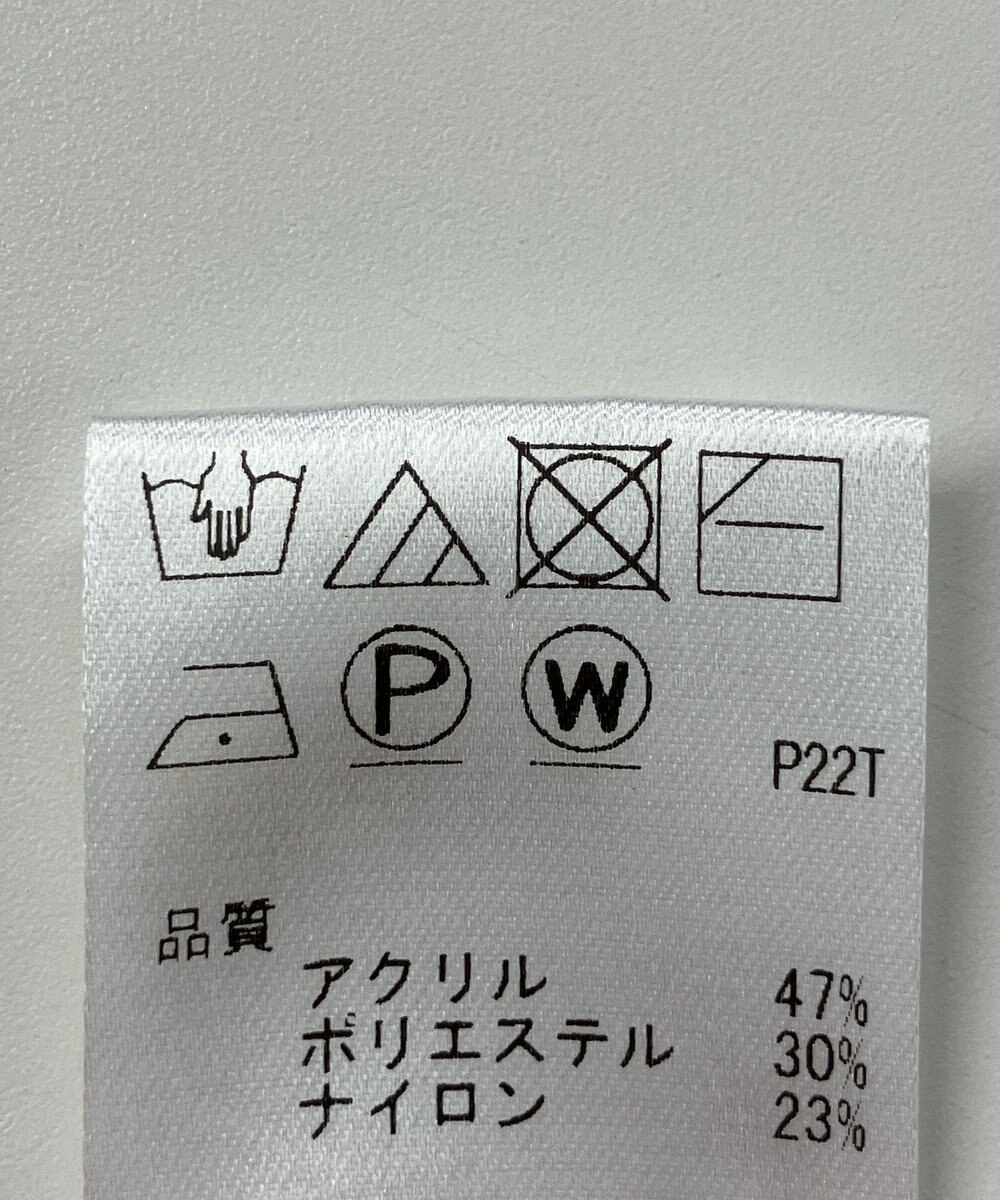 P W
P22T
品質
アクリル 47%
ポリエステル 30%
ナイロン 23%